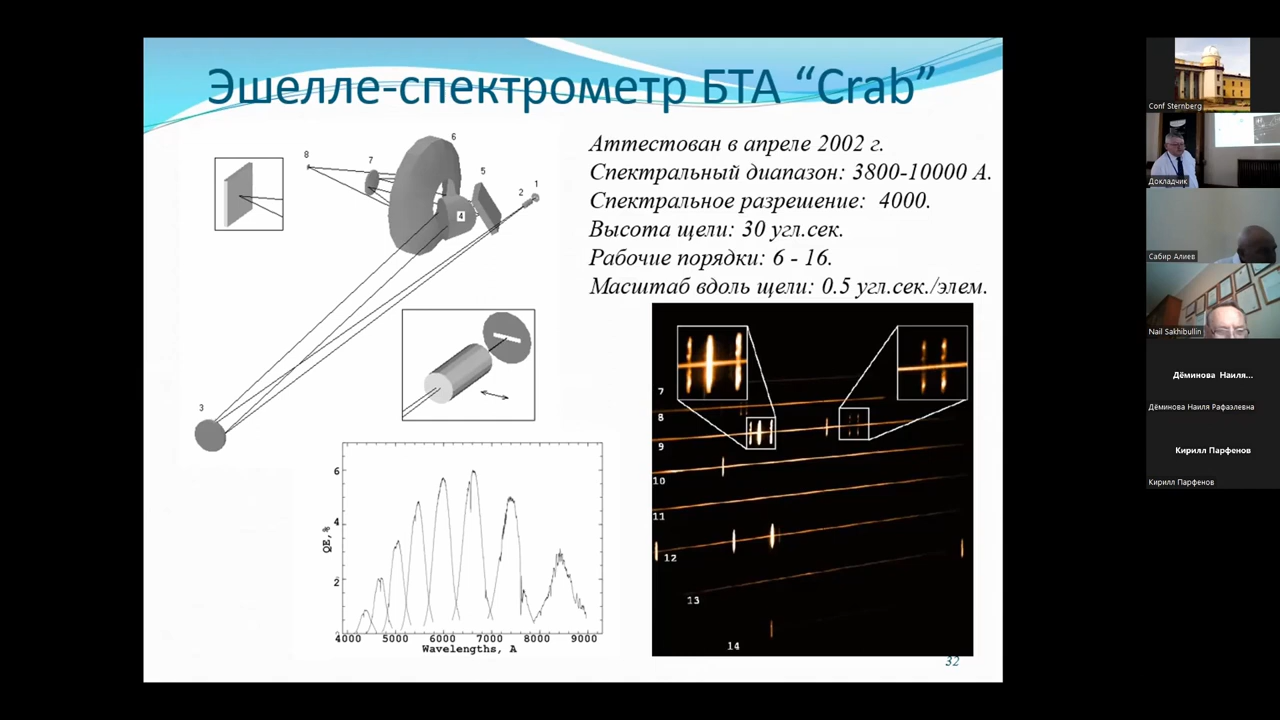 Эшелле-спектрометр БТА “Crab”
Аттестован в апреле 2002 г.
Спектральный диапазон: 3800-10000 А.
Спектральное разрешение: 4000.
Высота щели: 30 угл.сек.
Рабочие порядки: 6 - 16.
Масштаб вдоль щели: 0.5 угл.сек./элем.
8
7
6
5
4
2
1
3
QE,%
6
4
2
4000 5000 6000 7000 8000 9000
Wavelengths, A
7
8
9
10
11
12
13
14
32
Conf Sternberg
Докладчик
Сабир Алиев
Nail Sakhibullin
Дёминова Наиля...
Дёминова Наиля Рафаэлевна
Кирилл Парфенов
Кирилл Парфенов